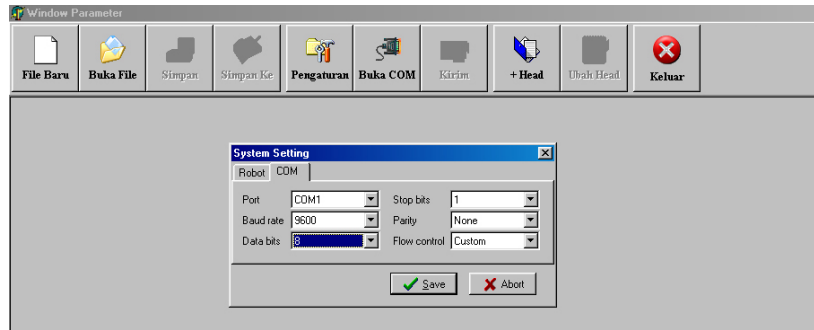 Window Parameter
File Baru Buka File Simpan Simpan Ke Pengaturan Buka COM Kirim + Head Ubah Head Keluar
System Setting
Robot COM
Port COM1 Stop bits 1
Baud rate 9600 Parity None
Data bits 8 Flow control Custom
Save Abort